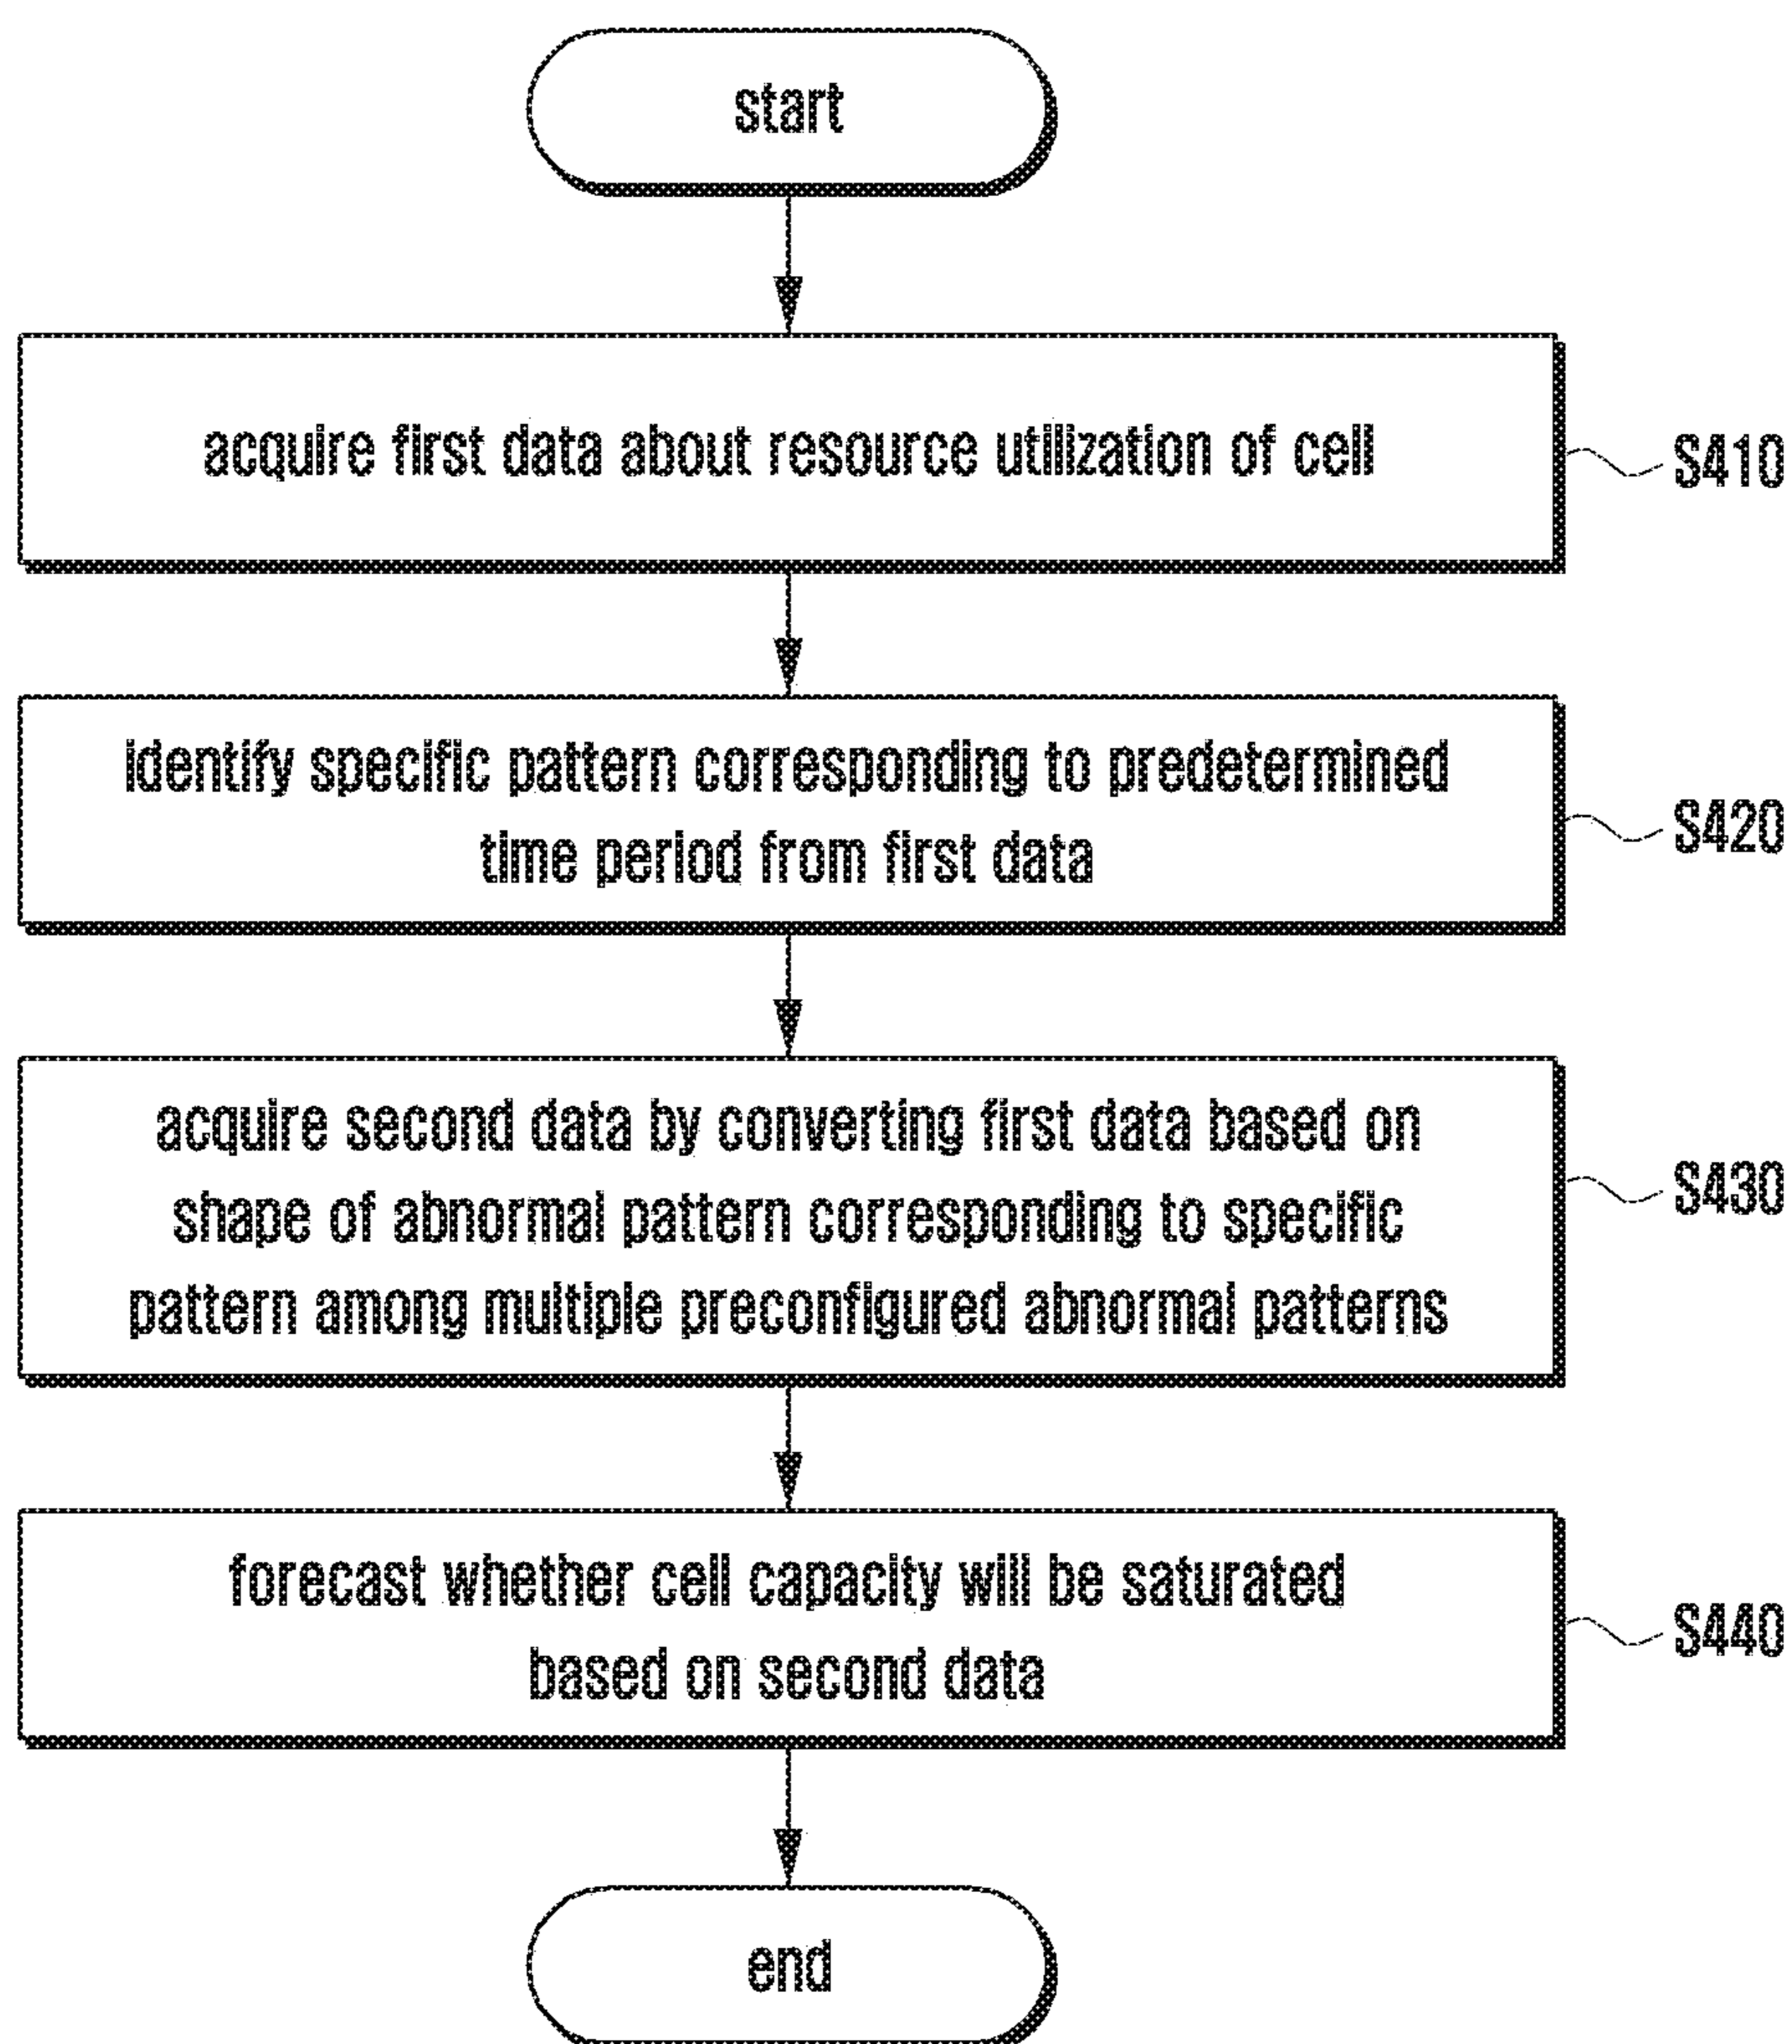 start
acquire first data about resource utilization of cell
S410
identify specific pattern corresponding to predetermined
time period from first data
S420
acquire second data by converting first data based on
shape of abnormal pattern corresponding to specific
pattern among multiple preconfigured abnormal patterns
S430
forecast whether cell capacity will be saturated
based on second data
S440
end